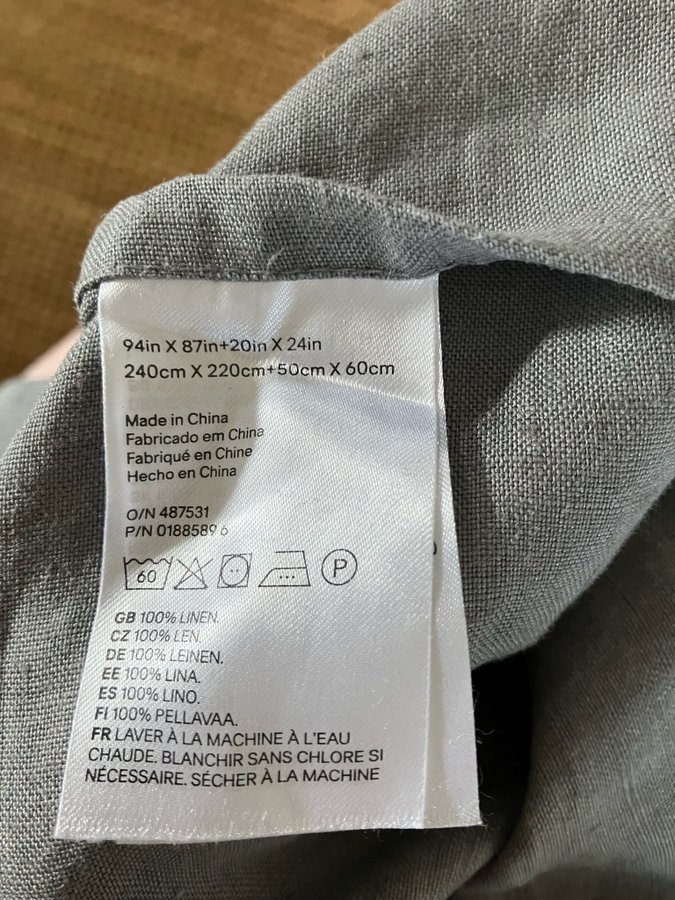 94in X 87in+20in X 24in
240cm X 220cm+50cm X 60cm
Made in China
Fabricado em China
Fabriqué en Chine
Hecho en China
O/N 487531
P/N 0188589 6
60
P
GB 100% LINEN.
CZ 100% LEN.
DE 100% LEINEN.
EE 100% LINA.
ES 100% LINO.
FI 100% PELLAVAA.
FR LAVER À LA MACHINE À L'EAU
CHAUDE. BLANCHIR SANS CHLORE SI
NÉCESSAIRE. SÉCHER À LA MACHINE